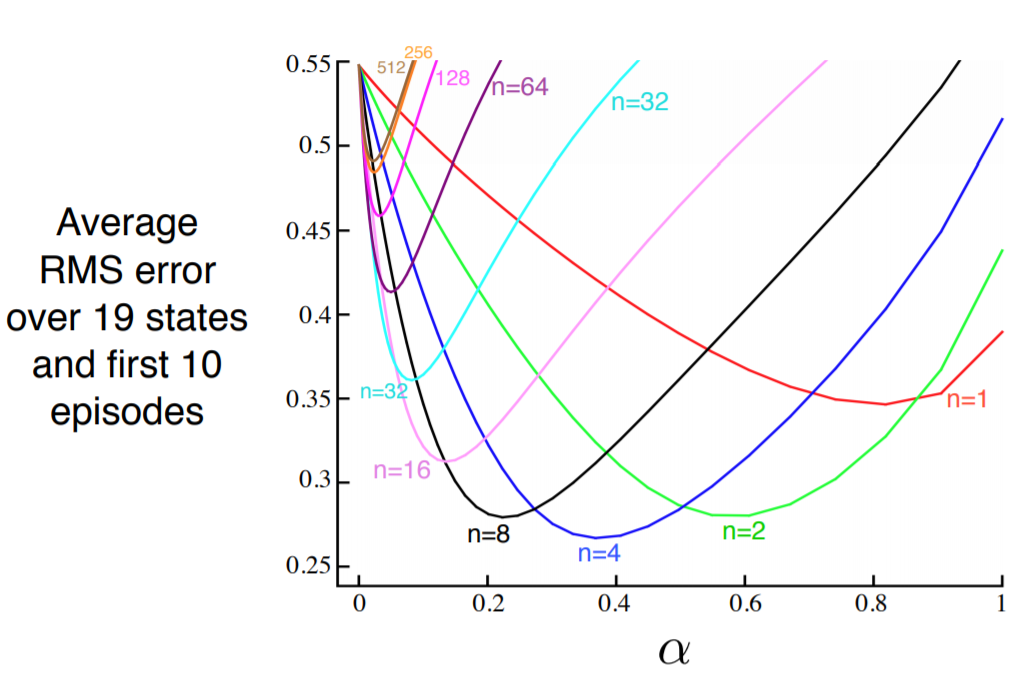 256
0.55
512
128
n=64
n=32
0.5
Average
RMS error
over 19 states
and first 10
episodes
0.45
0.4
0.35
n=32
n=1
0.3
n=16
n=8
n=2
n=4
0.25
0
0.2
0.4
0.6
0.8
1
α